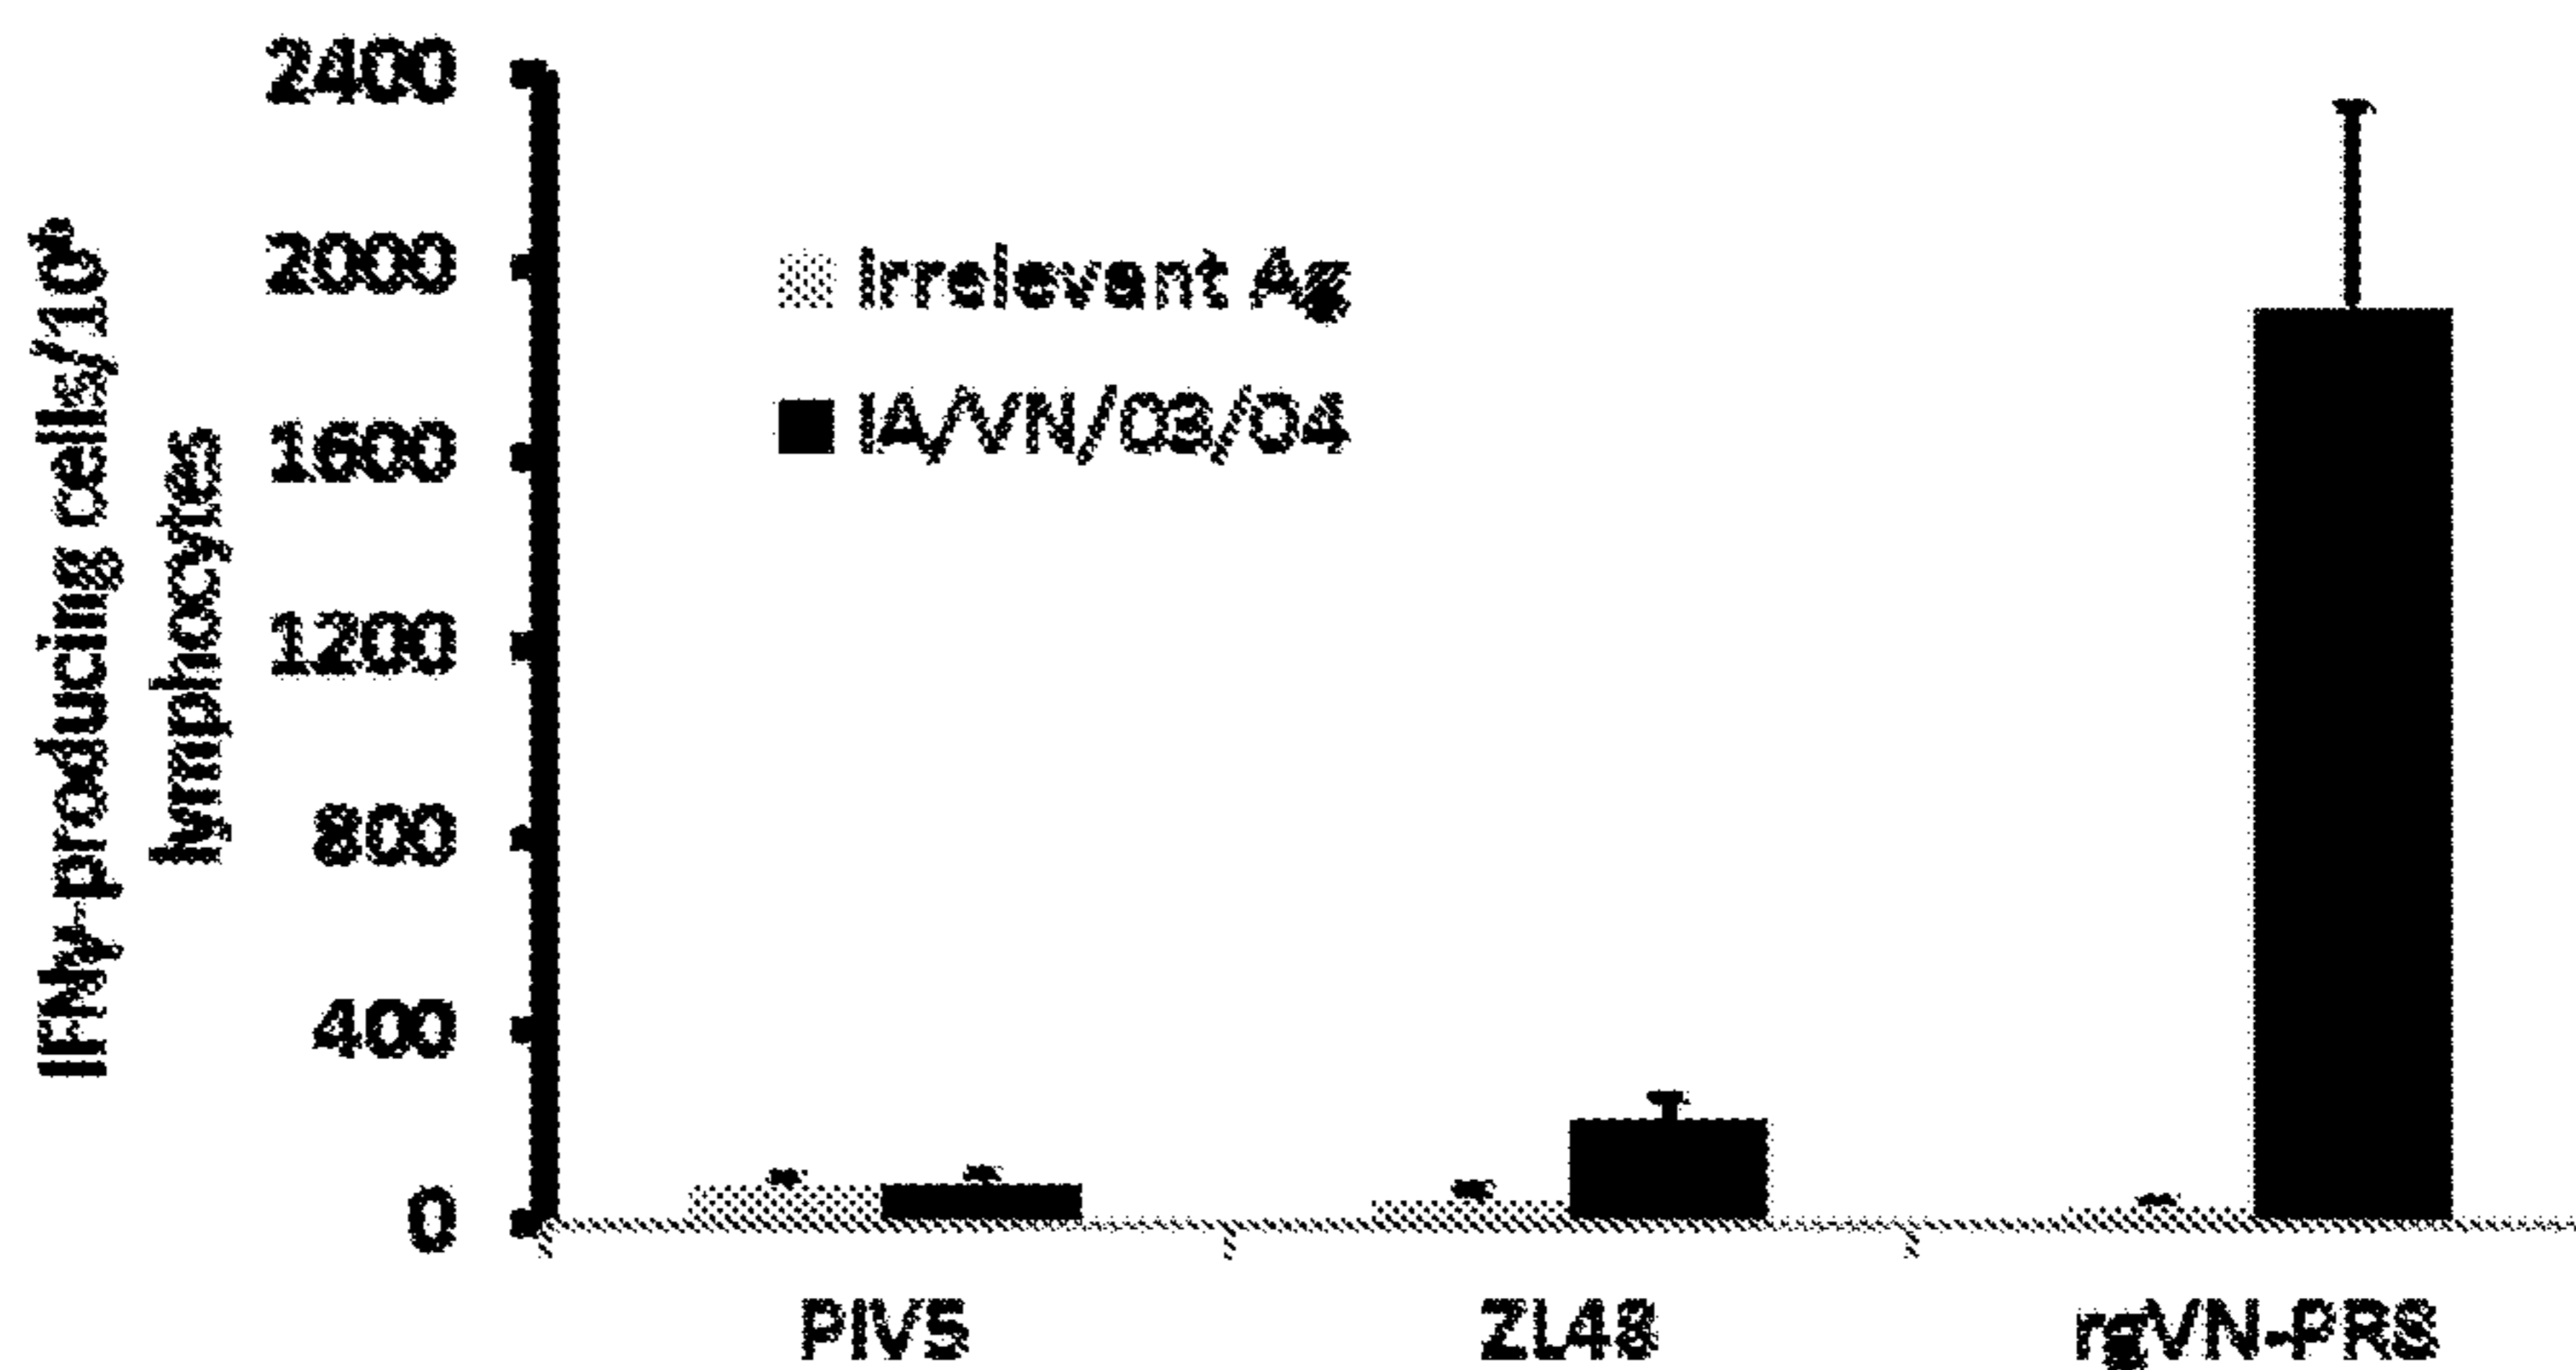 IFNγ-producing cells/10⁶
lymphocytes
2400
2000
1600
1200
800
400
0
Irrelevant Ag
IA/VN/03/04
PIV5
ZL48
rgVN-PR8